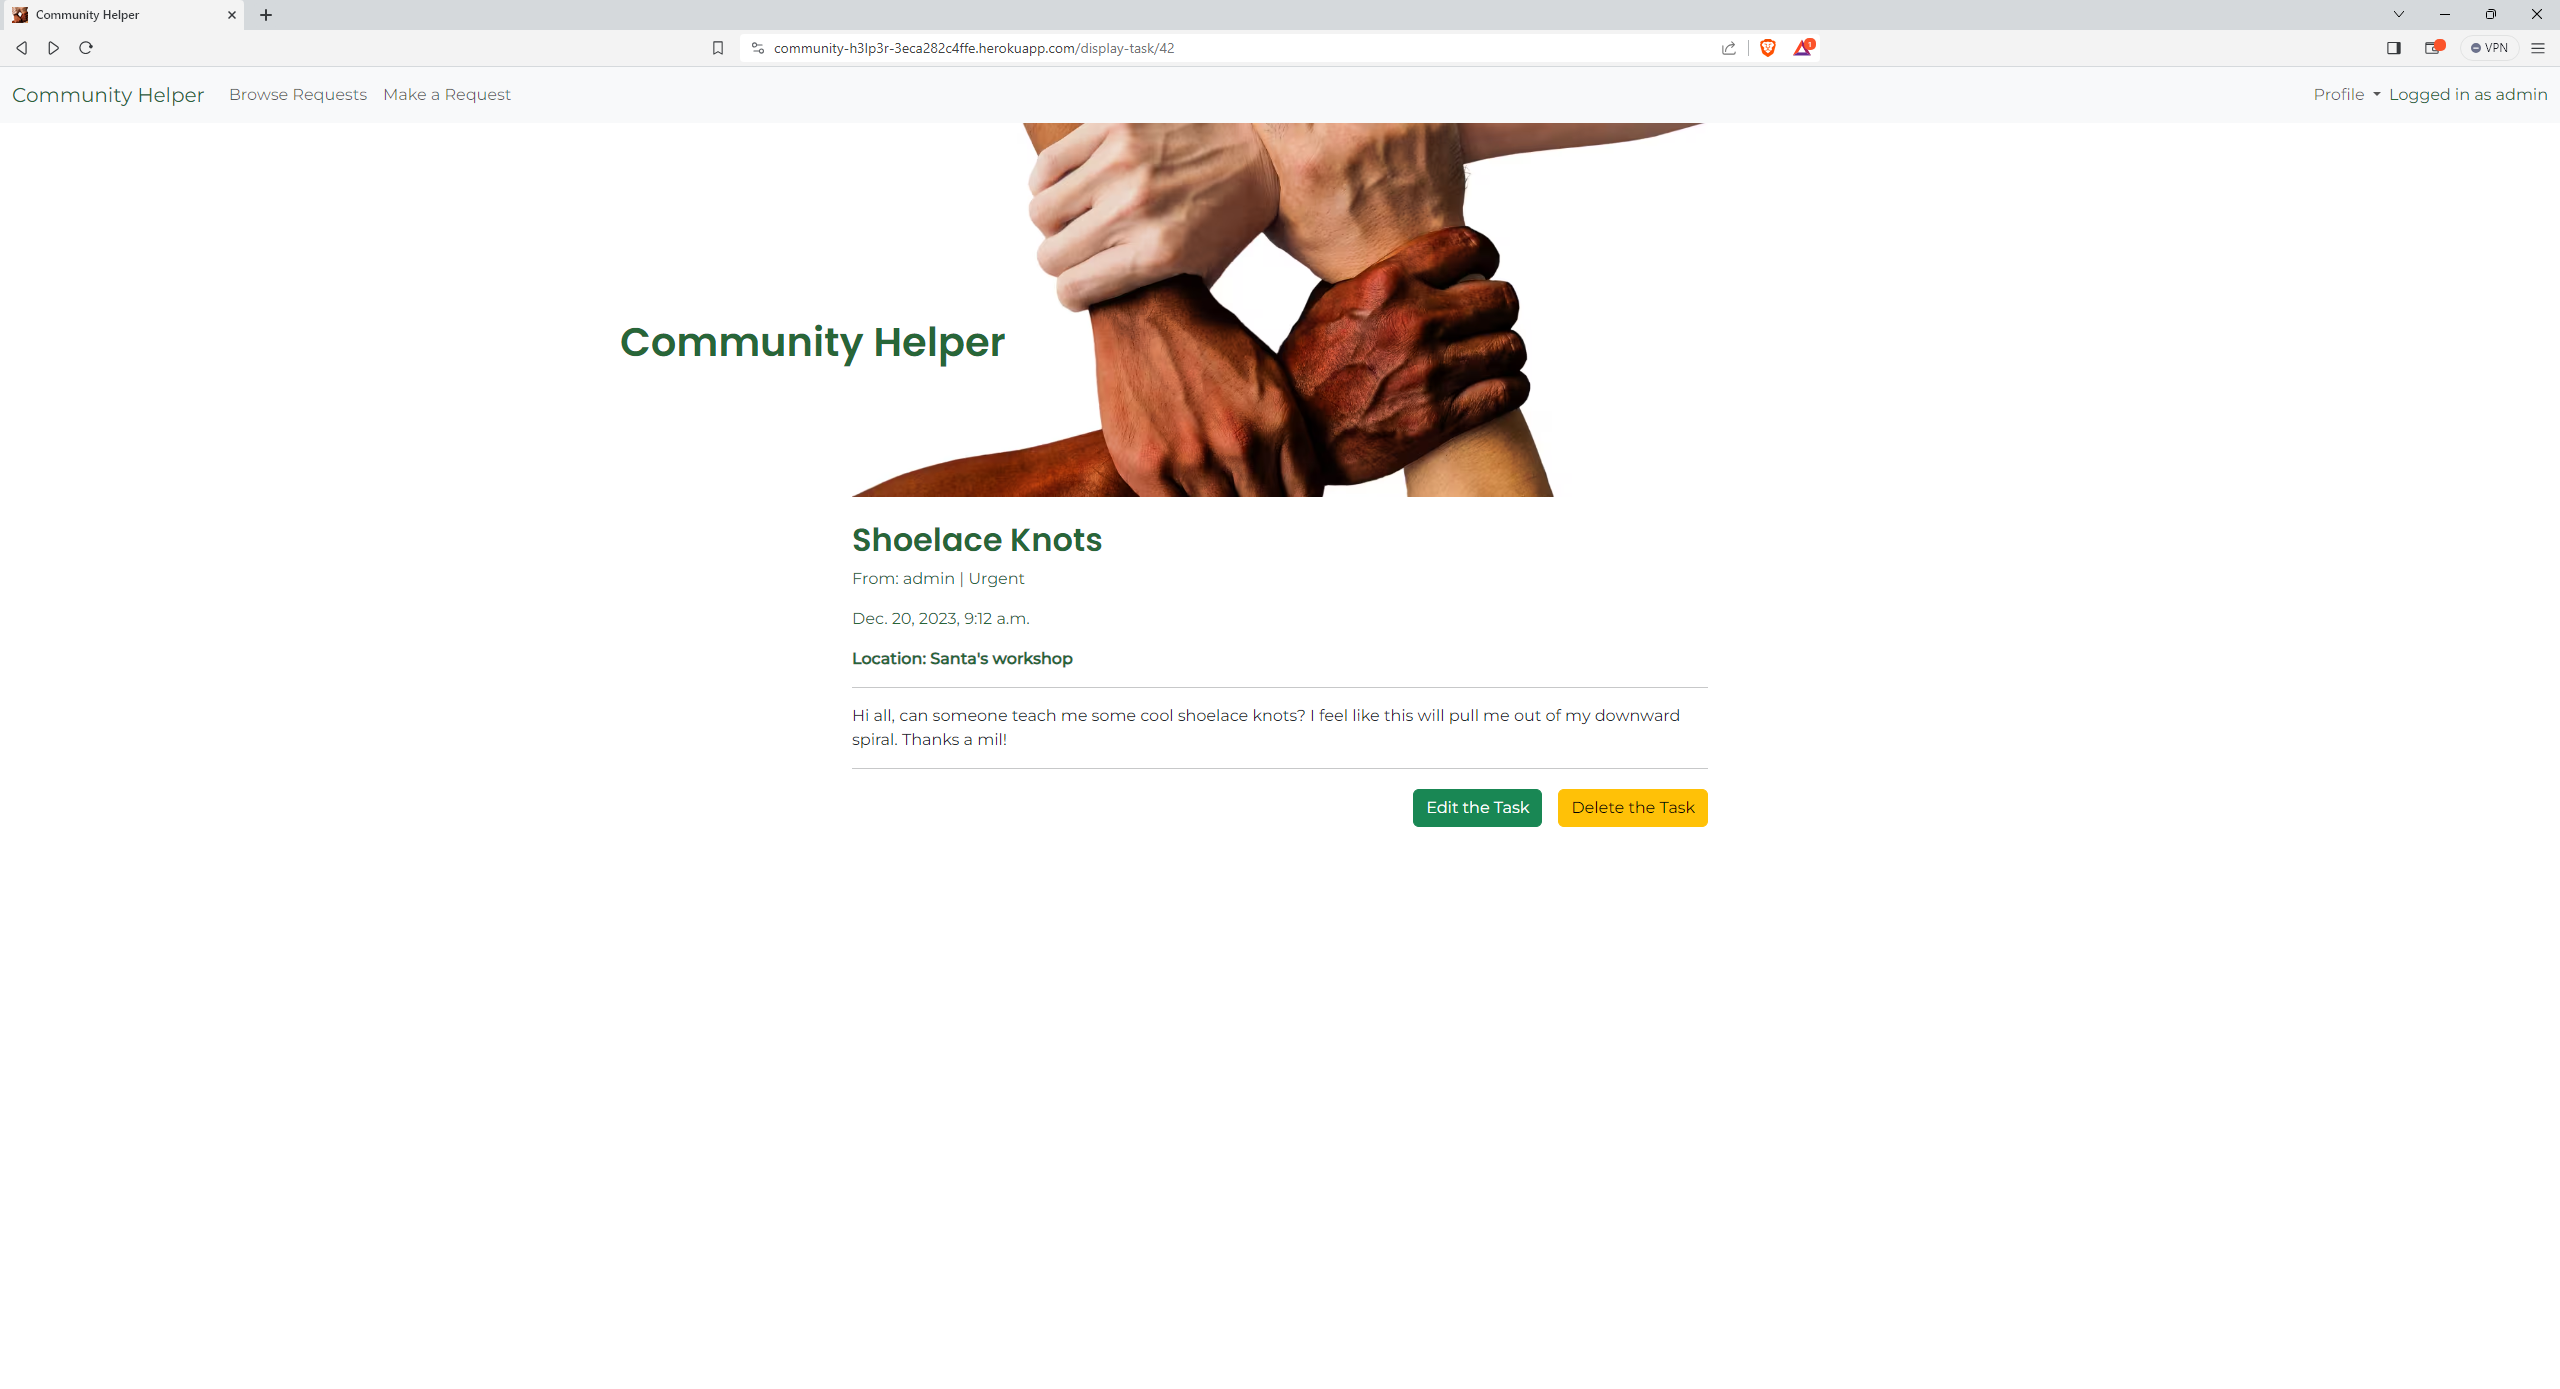 Community Helper
community-h3lp3r-3eca282c4ffe.herokuapp.com/display-task/42
1
VPN
Community Helper Browse Requests Make a Request Profile Logged in as admin
Community Helper
Shoelace Knots
From: admin | Urgent
Dec. 20, 2023, 9:12 a.m.
Location: Santa's workshop
Hi all, can someone teach me some cool shoelace knots? I feel like this will pull me out of my downward
spiral. Thanks a mil!
Edit the Task Delete the Task